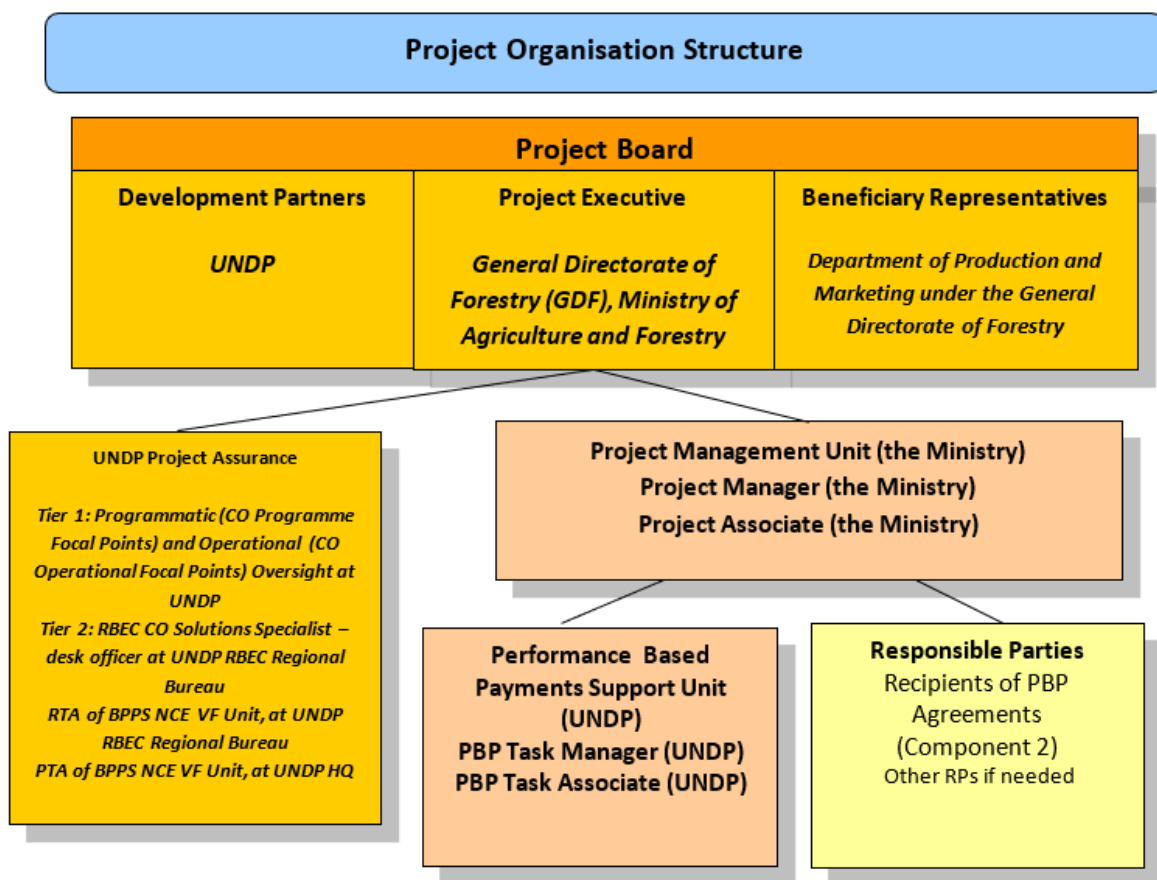 Project Organisation Structure
Project Board
Development Partners
UNDP
Project Executive
General Directorate of
Forestry (GDF), Ministry of
Agriculture and Forestry
Beneficiary Representatives
Department of Production and
Marketing under the General
Directorate of Forestry
UNDP Project Assurance
Tier 1: Programmatic (CO Programme
Focal Points) and Operational (CO
Operational Focal Points) Oversight at
UNDP
Tier 2: RBEC CO Solutions Specialist –
desk officer at UNDP RBEC Regional
Bureau
RTA of BPPS NCE VF Unit, at UNDP
RBEC Regional Bureau
PTA of BPPS NCE VF Unit, at UNDP HQ
Project Management Unit (the Ministry)
Project Manager (the Ministry)
Project Associate (the Ministry)
Performance Based
Payments Support Unit
(UNDP)
PBP Task Manager (UNDP)
PBP Task Associate (UNDP)
Responsible Parties
Recipients of PBP
Agreements
(Component 2)
Other RPs if needed